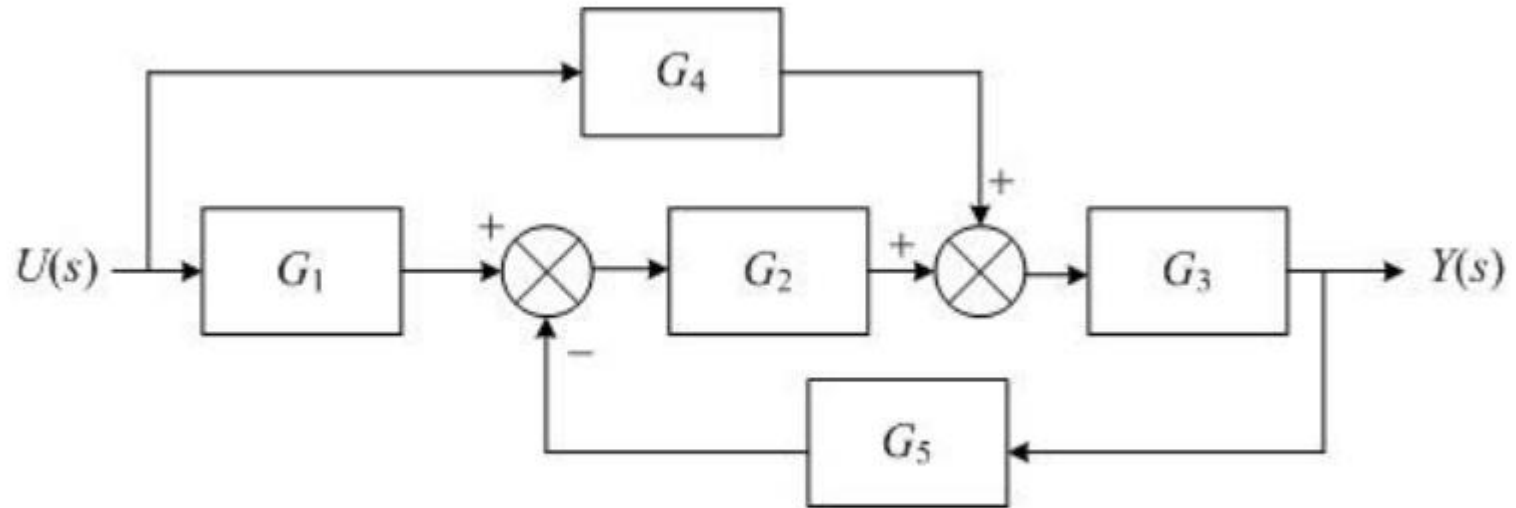 G₄
+
U(s) G₁ + G₂ + G₃ Y(s)
−
G₅